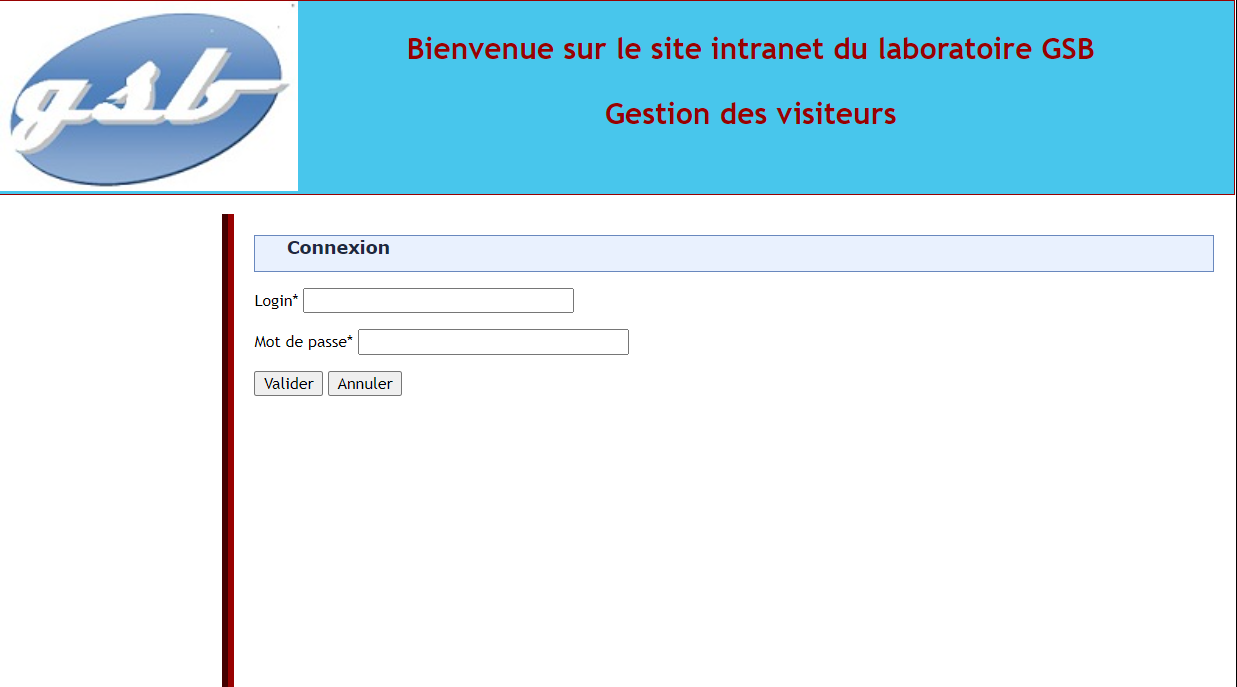 gsb
Bienvenue sur le site intranet du laboratoire GSB
Gestion des visiteurs
Connexion
Login*
Mot de passe*
Valider Annuler